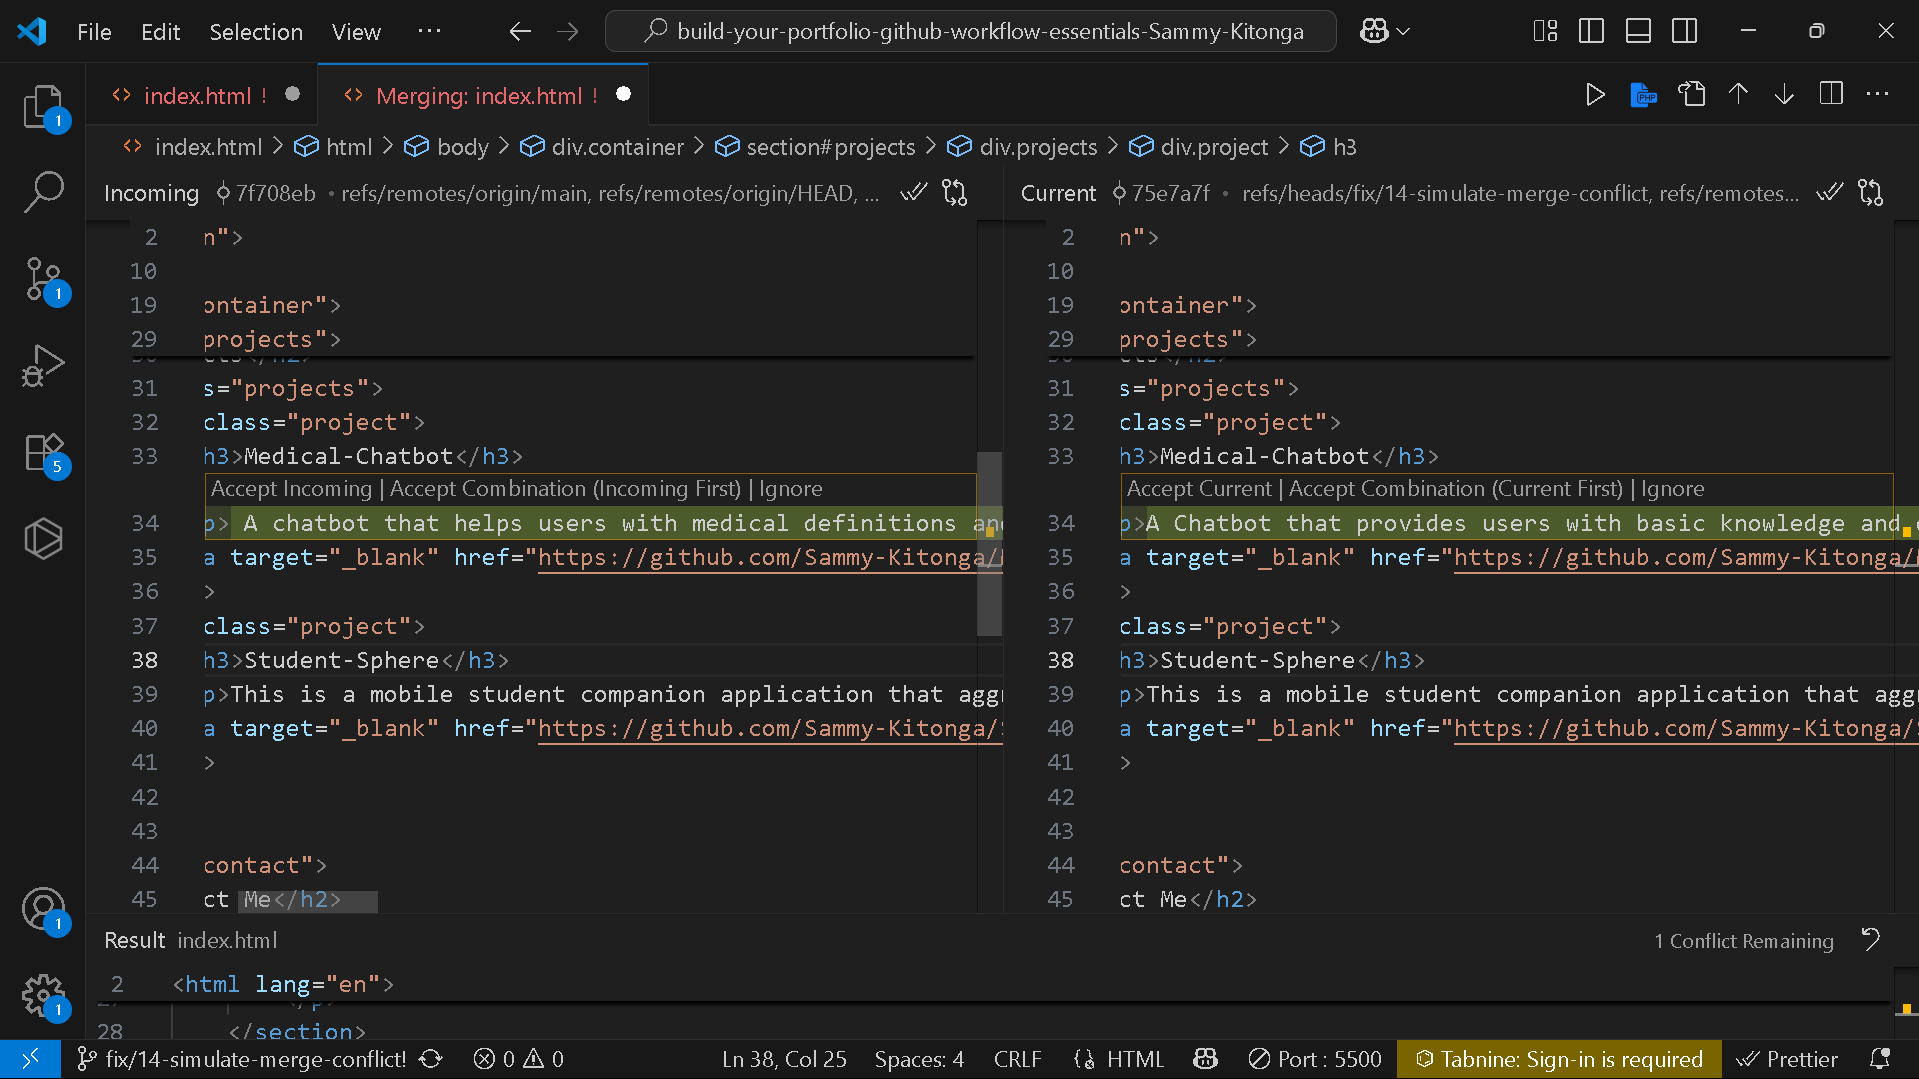 File Edit Selection View ··· build-your-portfolio-github-workflow-essentials-Sammy-Kitonga
index.html ! Merging: index.html !
index.html > html > body > div.container > section#projects > div.projects > div.project > h3
Incoming 7f708eb • refs/remotes/origin/main, refs/remotes/origin/HEAD, ...
2 n">
10
19 ontainer">
29 projects">
31 s="projects">
32 class="project">
33 h3>Medical-Chatbot</h3>
Accept Incoming | Accept Combination (Incoming First) | Ignore
34 p> A chatbot that helps users with medical definitions and
35 a target="_blank" href="https://github.com/Sammy-Kitonga/
36 >
37 class="project">
38 h3>Student-Sphere</h3>
39 p>This is a mobile student companion application that aggr
40 a target="_blank" href="https://github.com/Sammy-Kitonga/
41 >
42
43
44 contact">
45 ct Me</h2>
Current 75e7a7f • refs/heads/fix/14-simulate-merge-conflict, refs/remotes...
2 n">
10
19 ontainer">
29 projects">
31 s="projects">
32 class="project">
33 h3>Medical-Chatbot</h3>
Accept Current | Accept Combination (Current First) | Ignore
34 p>A Chatbot that provides users with basic knowledge and
35 a target="_blank" href="https://github.com/Sammy-Kitonga/
36 >
37 class="project">
38 h3>Student-Sphere</h3>
39 p>This is a mobile student companion application that aggr
40 a target="_blank" href="https://github.com/Sammy-Kitonga/
41 >
42
43
44 contact">
45 ct Me</h2>
Result index.html 1 Conflict Remaining
2 <html lang="en">
28 </section>
1
1
5
1
1
fix/14-simulate-merge-conflict! 0 0 Ln 38, Col 25 Spaces: 4 CRLF {} HTML Port : 5500 Tabnine: Sign-in is required Prettier